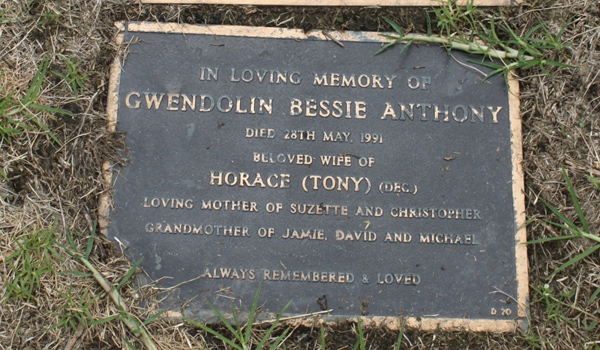 IN LOVING MEMORY OF
GWENDOLIN BESSIE ANTHONY
DIED 28TH MAY, 1991
BELOVED WIFE OF
HORACE (TONY) (DEC.)
LOVING MOTHER OF SUZETTE AND CHRISTOPHER
GRANDMOTHER OF JAMIE, DAVID AND MICHAEL
ALWAYS REMEMBERED & LOVED
D 20